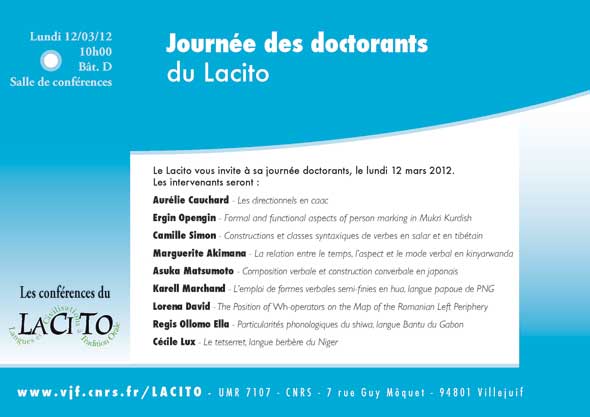 Lundi 12/03/12
10h00
Bât. D
Salle de conférences
Journée des doctorants
du Lacito
Le Lacito vous invite à sa journée doctorants, le lundi 12 mars 2012.
Les intervenants seront :
Aurélie Cauchard - Les directionnels en caac
Ergin Opengin - Formal and functional aspects of person marking in Mukri Kurdish
Camille Simon - Constructions et classes syntaxiques de verbes en salar et en tibétain
Marguerite Akimana - La relation entre le temps, l'aspect et le mode verbal en kinyarwanda
Asuka Matsumoto - Composition verbale et construction converbale en japonais
Karell Marchand - L'emploi de formes verbales semi-finies en hua, langue papoue de PNG
Lorena David - The Position of Wh-operators on the Map of the Romanian Left Periphery
Regis Ollomo Ella - Particularités phonologiques du shiwa, langue Bantu du Gabon
Cécile Lux - Le tetserret, langue berbère du Niger
Les conférences du
LACITO
Langues et Civilisations à Tradition Orale
www.vjf.cnrs.fr/LACITO - UMR 7107 - CNRS - 7 rue Guy Môquet - 94801 Villejuif